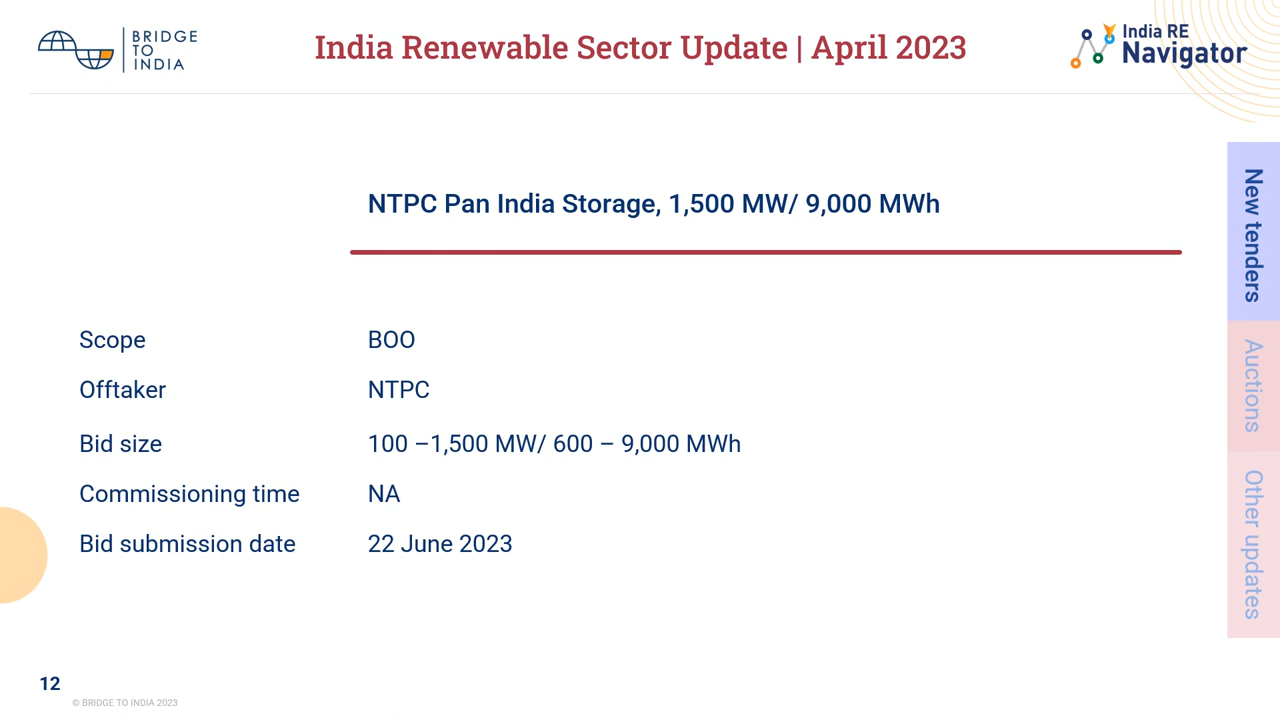 BRIDGE
TO
INDIA
India Renewable Sector Update | April 2023
India RE
Navigator
NTPC Pan India Storage, 1,500 MW/ 9,000 MWh
Scope BOO
Offtaker NTPC
Bid size 100 –1,500 MW/ 600 – 9,000 MWh
Commissioning time NA
Bid submission date 22 June 2023
New tenders
Auctions
Other updates
12
© BRIDGE TO INDIA 2023